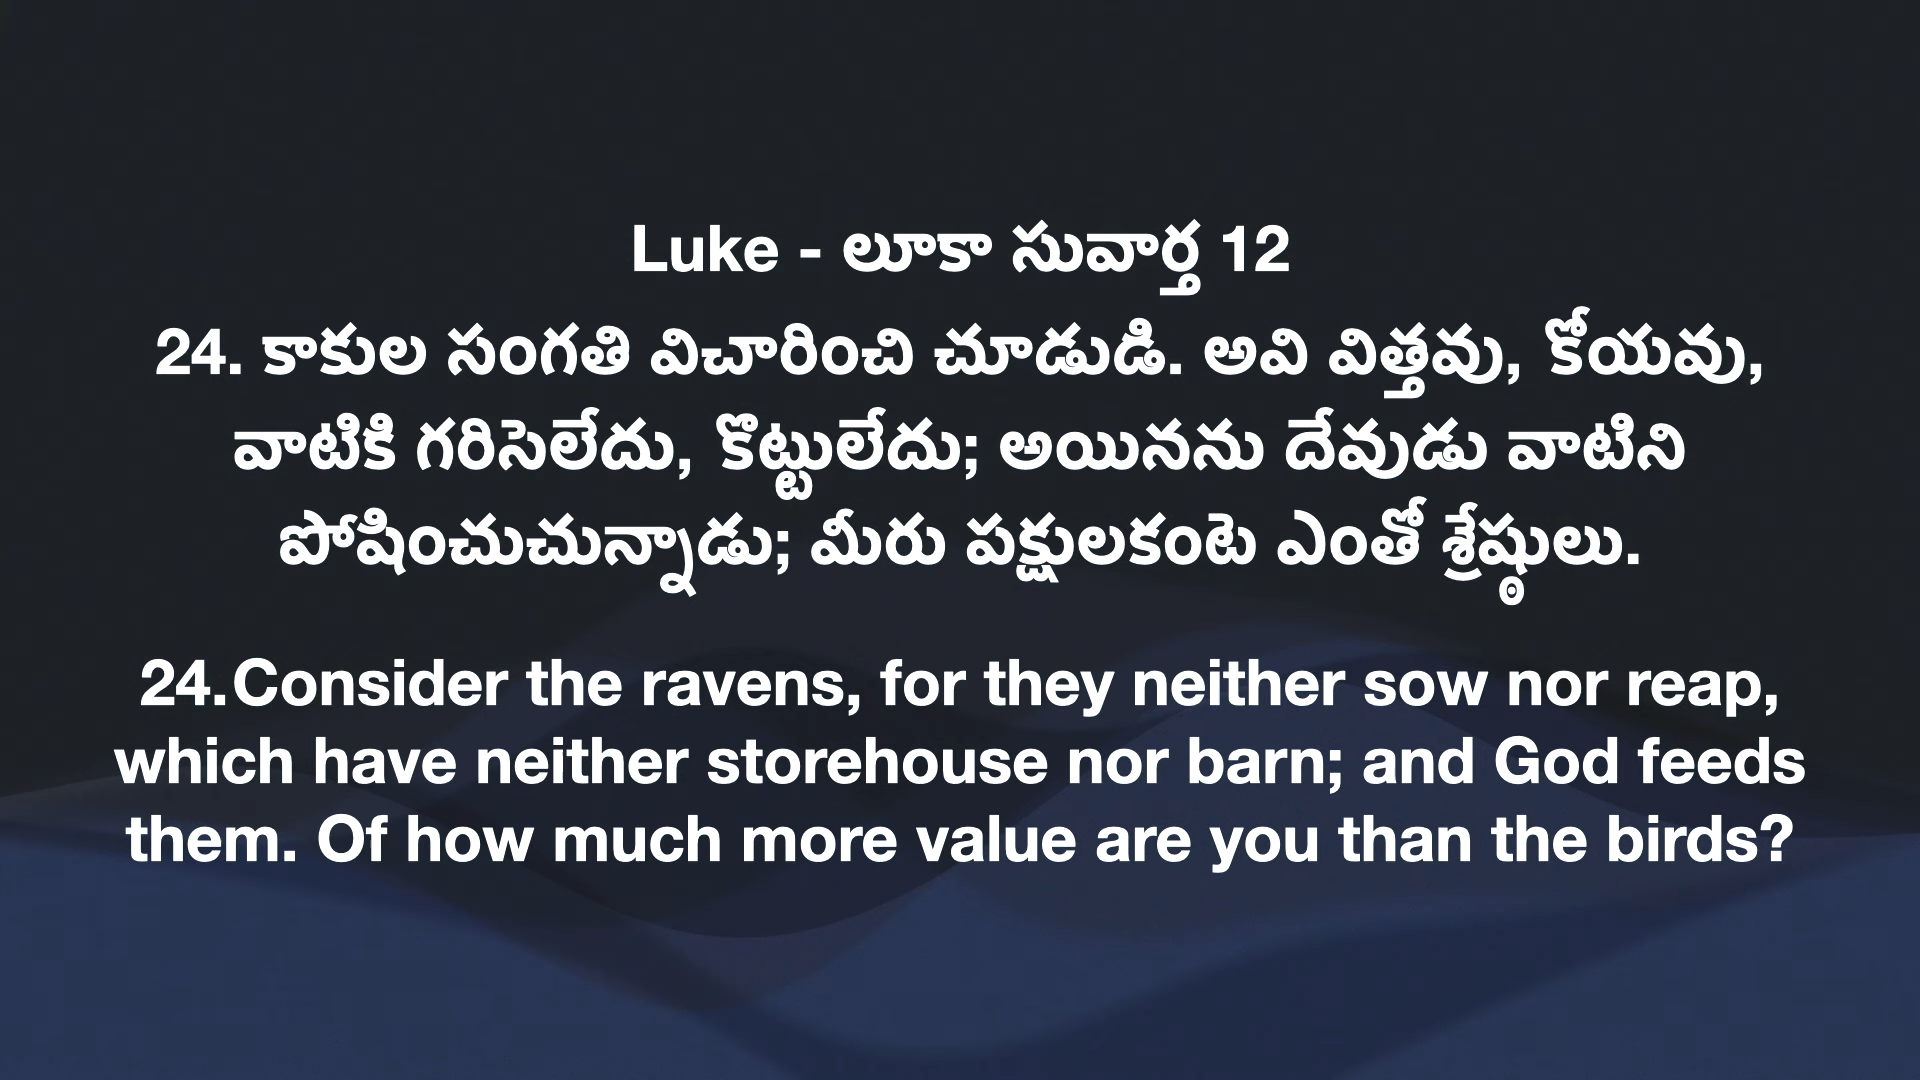 Luke - లూకా సువార్త 12
24. కాకుల సంగతి విచారించి చూడుడి. అవి విత్తవు, కోయవు,
వాటికి గరిసెలేదు, కొట్టులేదు; అయినను దేవుడు వాటిని
పోషించుచున్నాడు; మీరు పక్షులకంటె ఎంతో శ్రేష్ఠులు.
24.Consider the ravens, for they neither sow nor reap,
which have neither storehouse nor barn; and God feeds
them. Of how much more value are you than the birds?